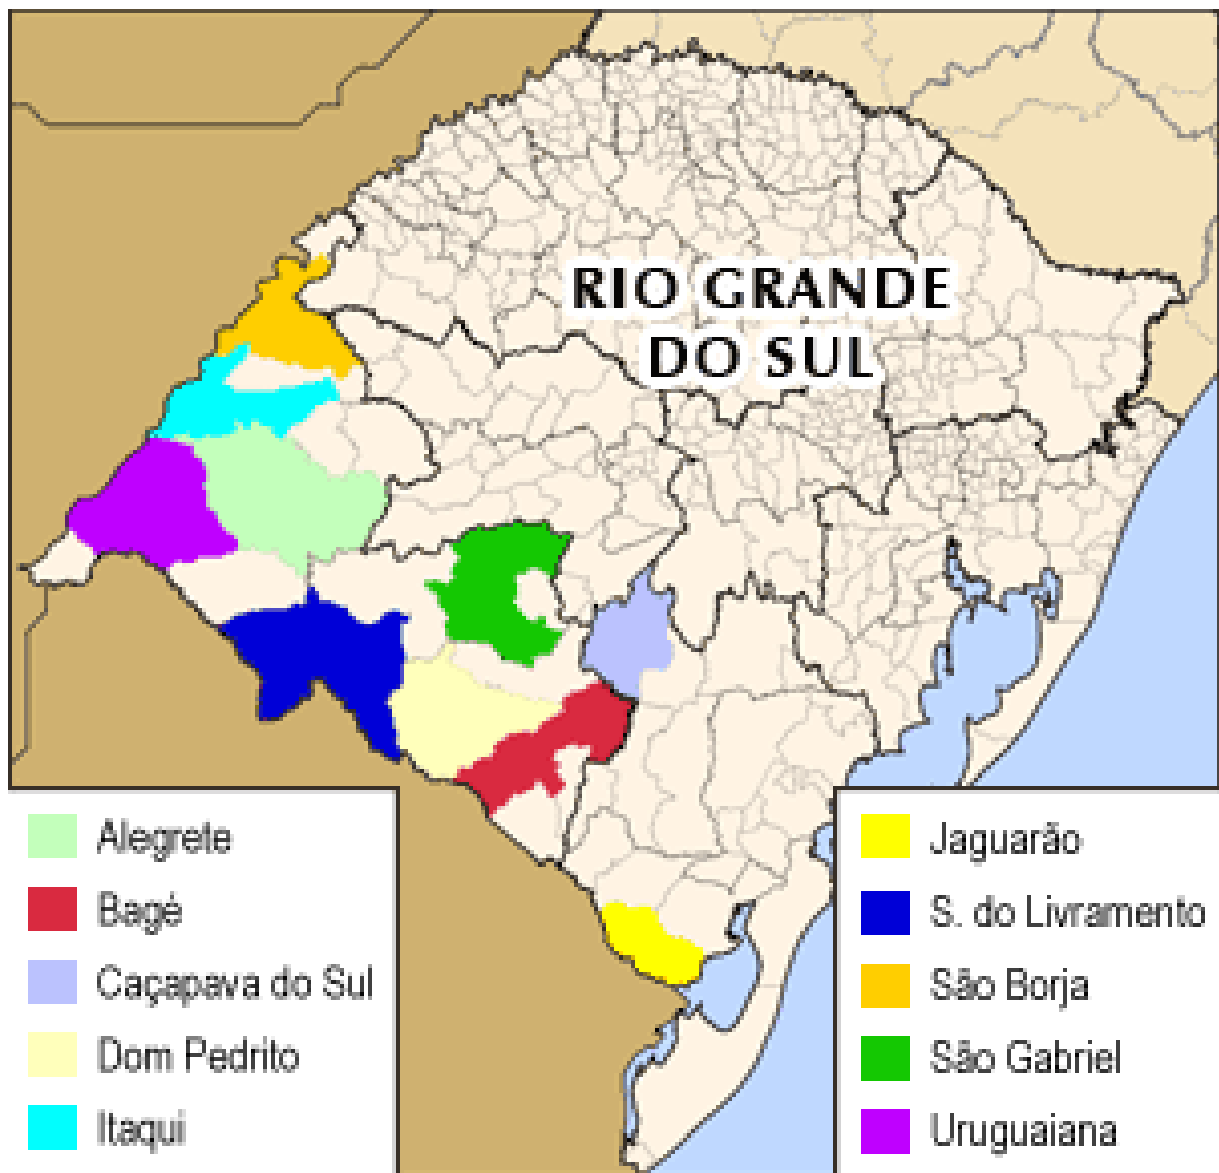 RIO GRANDE
DO SUL
Alegrete
Bagé
Caçapava do Sul
Dom Pedrito
Itaqui
Jaguarão
S. do Livramento
São Borja
São Gabriel
Uruguaiana